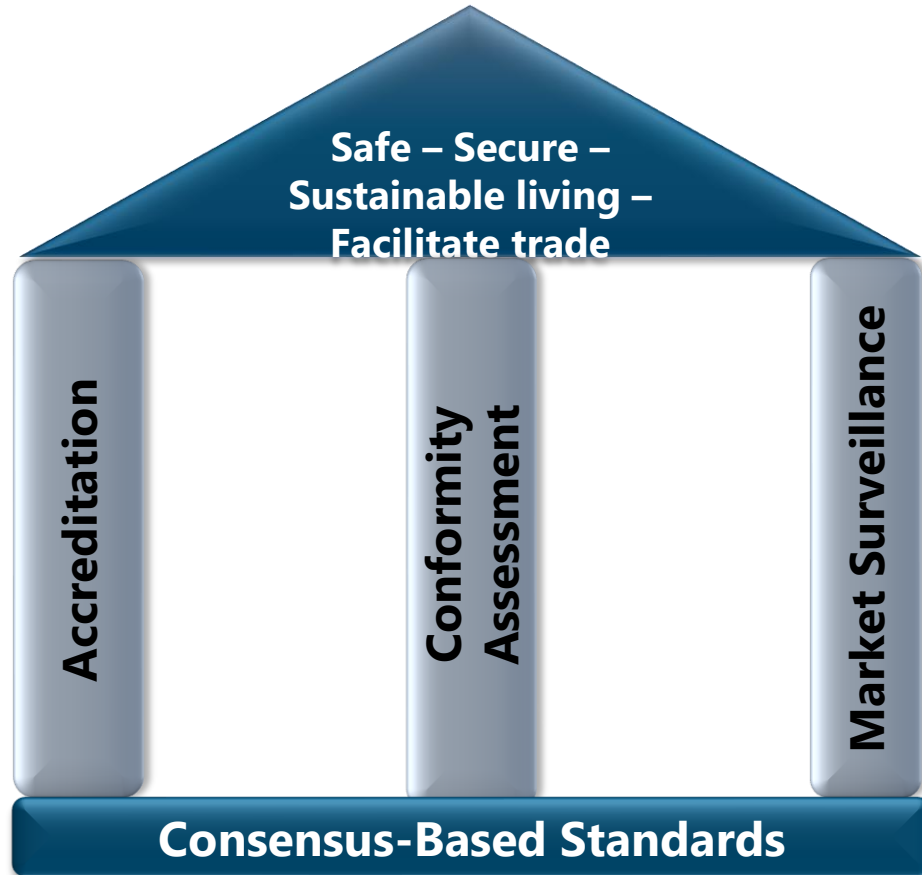 Safe – Secure –
Sustainable living –
Facilitate trade
Accreditation
Conformity
Assessment
Market Surveillance
Consensus-Based Standards